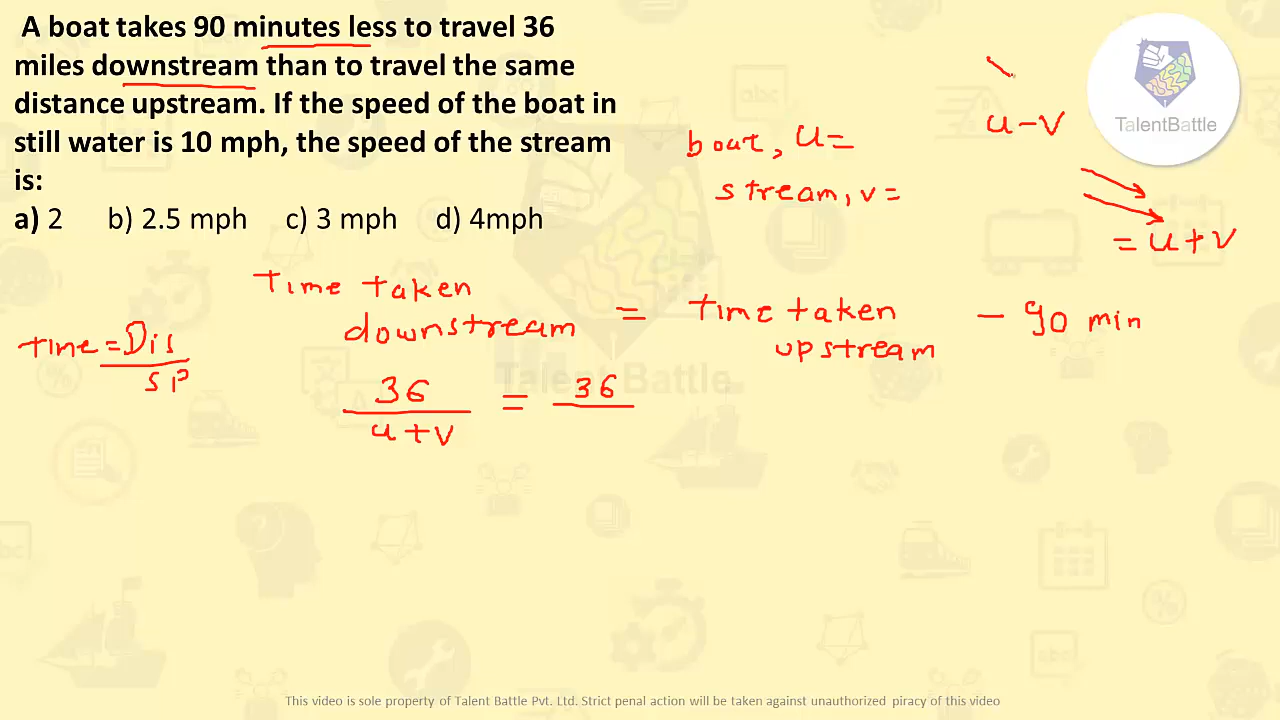 A boat takes 90 minutes less to travel 36
miles downstream than to travel the same
distance upstream. If the speed of the boat in
still water is 10 mph, the speed of the stream
is:
a) 2 b) 2.5 mph c) 3 mph d) 4mph
TalentBattle
u-v
boat, u=
stream, v=
= u+v
Time taken
downstream
=
Time taken
upstream
- 90 min
Time = Dis
SP
36
u+v
=
36
Talent Battle
This video is sole property of Talent Battle Pvt. Ltd. Strict penal action will be taken against unauthorized piracy of this video